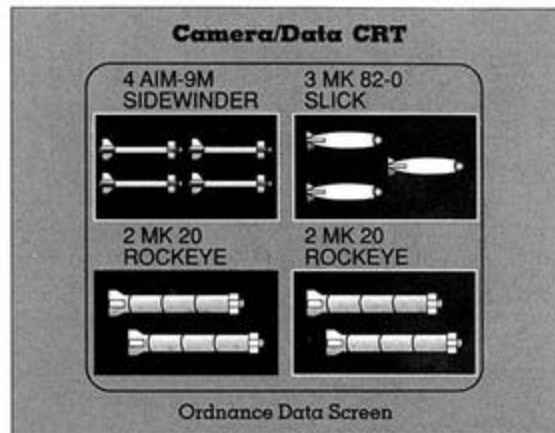 Camera/Data CRT
4 AIM-9M
SIDEWINDER
3 MK 82-0
SLICK
2 MK 20
ROCKEYE
2 MK 20
ROCKEYE
Ordnance Data Screen